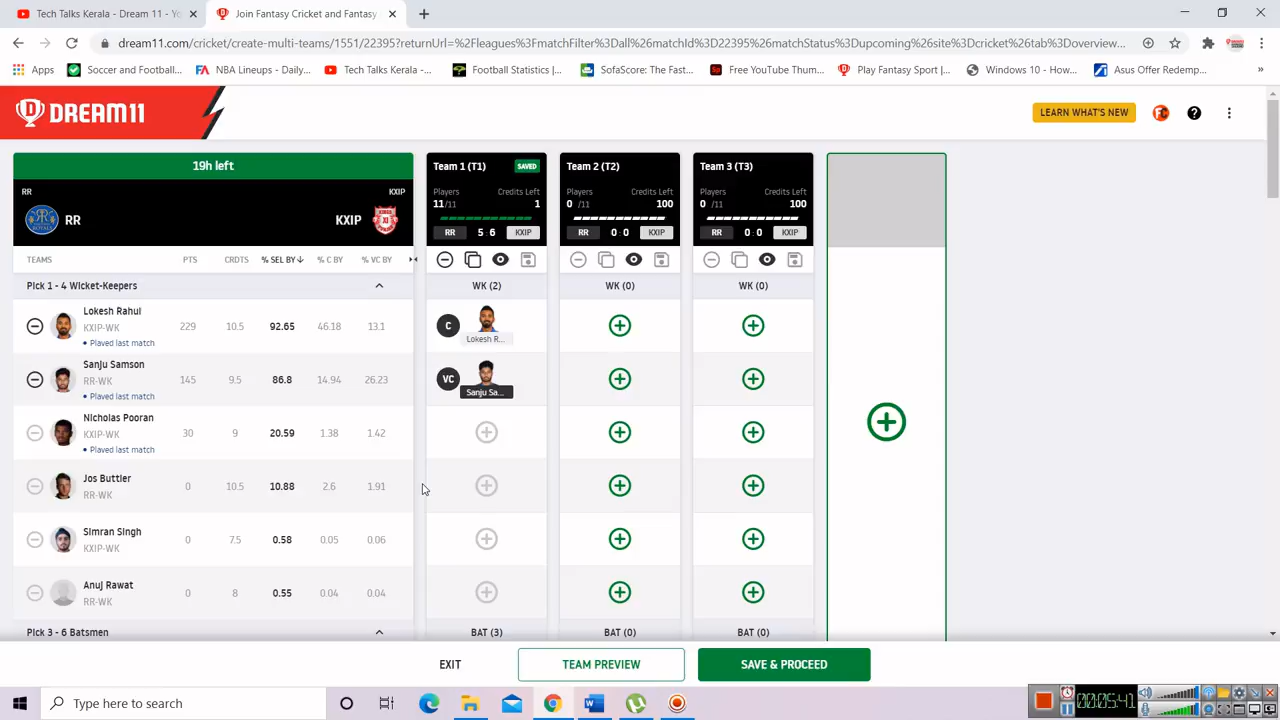 Tech Talks Kerala - Dream 11 - Yo
Join Fantasy Cricket and Fantasy
dream11.com/cricket/create-multi-teams/1551/22395?returnUrl=%2Fleagues%3FmatchFilter%3Dall%26matchId%3D22395%26matchStatus%3Dupcoming%26site%3Dcricket%26tab%3Doverview...
Apps
Soccer and Football...
NBA Lineups - Daily...
Tech Talks Kerala -...
Football Statistics |...
SofaScore: The Fast...
Free YouTube Thum...
Play Fantasy Sport |...
Windows 10 - How...
Asus Offer Redemp...
»
DREAM11
LEARN WHAT'S NEW
19h left
RR KXIP
RR KXIP
Team 1 (T1) SAVED
Players Credits Left
11/11 1
RR 5:6 KXIP
Team 2 (T2)
Players Credits Left
0 /11 100
RR 0:0 KXIP
Team 3 (T3)
Players Credits Left
0 /11 100
RR 0:0 KXIP
TEAMS PTS CRDTS % SEL BY % C BY % VC BY
Pick 1 - 4 Wicket-Keepers WK (2) WK (0) WK (0)
Lokesh Rahul
KXIP-WK 229 10.5 92.65 46.18 13.1 C
Lokesh R...
Played last match
Sanju Samson
RR-WK 145 9.5 86.8 14.94 26.23 VC
Sanju Sa...
Played last match
Nicholas Pooran
KXIP-WK 30 9 20.59 1.38 1.42
Played last match
Jos Buttler
RR-WK 0 10.5 10.88 2.6 1.91
Simran Singh
KXIP-WK 0 7.5 0.58 0.05 0.06
Anuj Rawat
RR-WK 0 8 0.55 0.04 0.04
Pick 3 - 6 Batsmen BAT (3) BAT (0) BAT (0)
EXIT TEAM PREVIEW SAVE & PROCEED
Type here to search
00:05:41